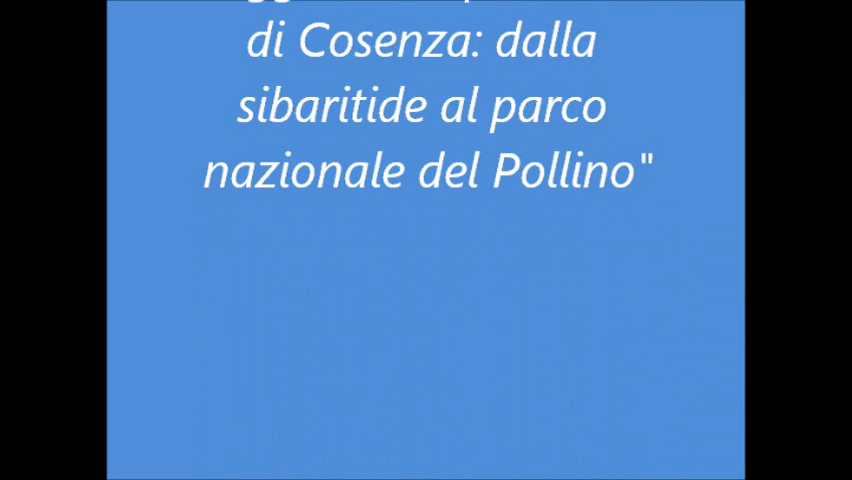 di Cosenza: dalla
sibaritide al parco
nazionale del Pollino"